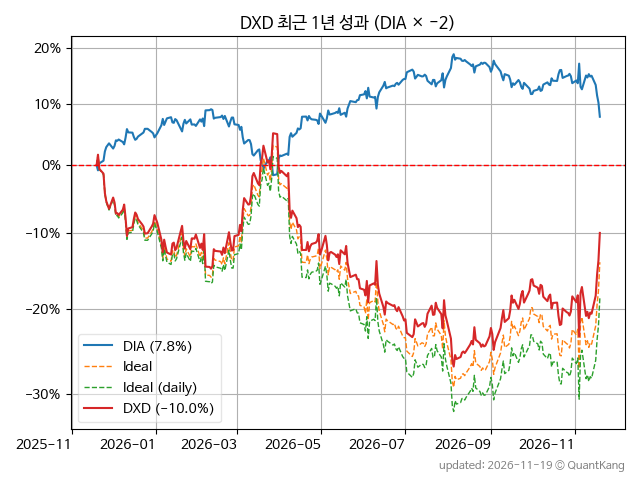 DXD 최근 1년 성과 (DIA × −2)
20%
10%
0%
−10%
−20%
−30%
DIA (7.8%)
Ideal
Ideal (daily)
DXD (−10.0%)
2025-11
2026-01
2026-03
2026-05
2026-07
2026-09
2026-11
updated: 2026-11-19 © QuantKang